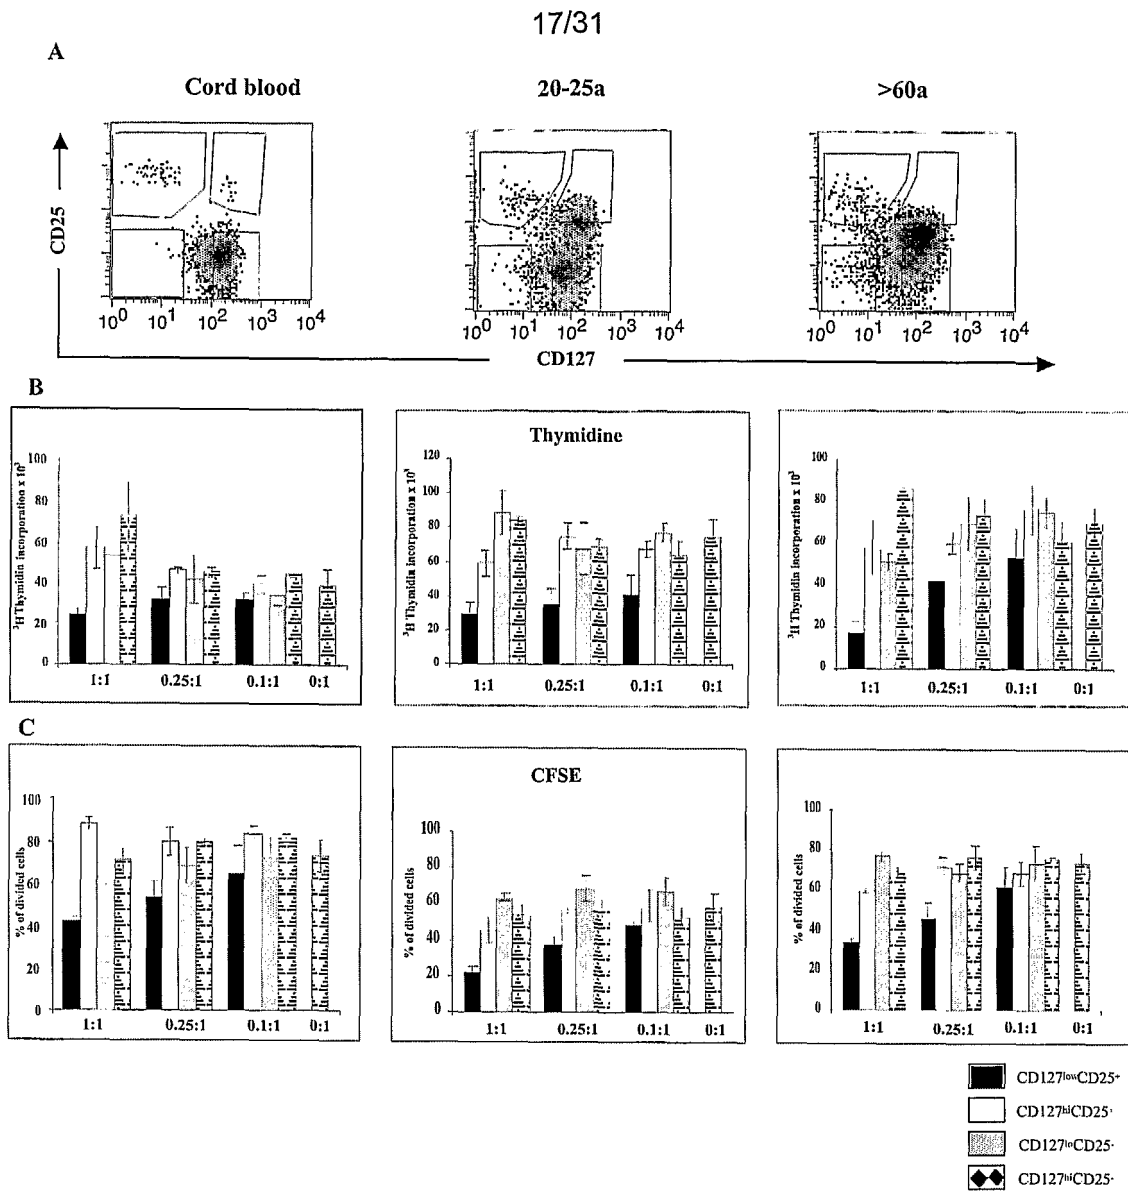 17/31
A
Cord blood
20-25a
>60a
CD25
10⁰ 10¹ 10² 10³ 10⁴
10⁰ 10¹ 10² 10³ 10⁴
10⁰ 10¹ 10² 10³ 10⁴
CD127
B
³H Thymidin incorporation x 10³
100
80
60
40
20
0
1:1 0.25:1 0.1:1 0:1
Thymidine
³H Thymidin incorporation x 10³
120
100
80
60
40
20
0
1:1 0.25:1 0.1:1 0:1
³H Thymidin incorporation x 10³
100
80
60
40
20
0
1:1 0.25:1 0.1:1 0:1
C
% of divided cells
100
80
60
40
20
0
1:1 0.25:1 0.1:1 0:1
CFSE
% of divided cells
100
80
60
40
20
0
1:1 0.25:1 0.1:1 0:1
% of divided cells
100
80
60
40
20
0
1:1 0.25:1 0.1:1 0:1
CD127ˡᵒʷCD25⁺
CD127ʰⁱCD25⁺
CD127ˡᵒCD25⁻
CD127ʰⁱCD25⁻